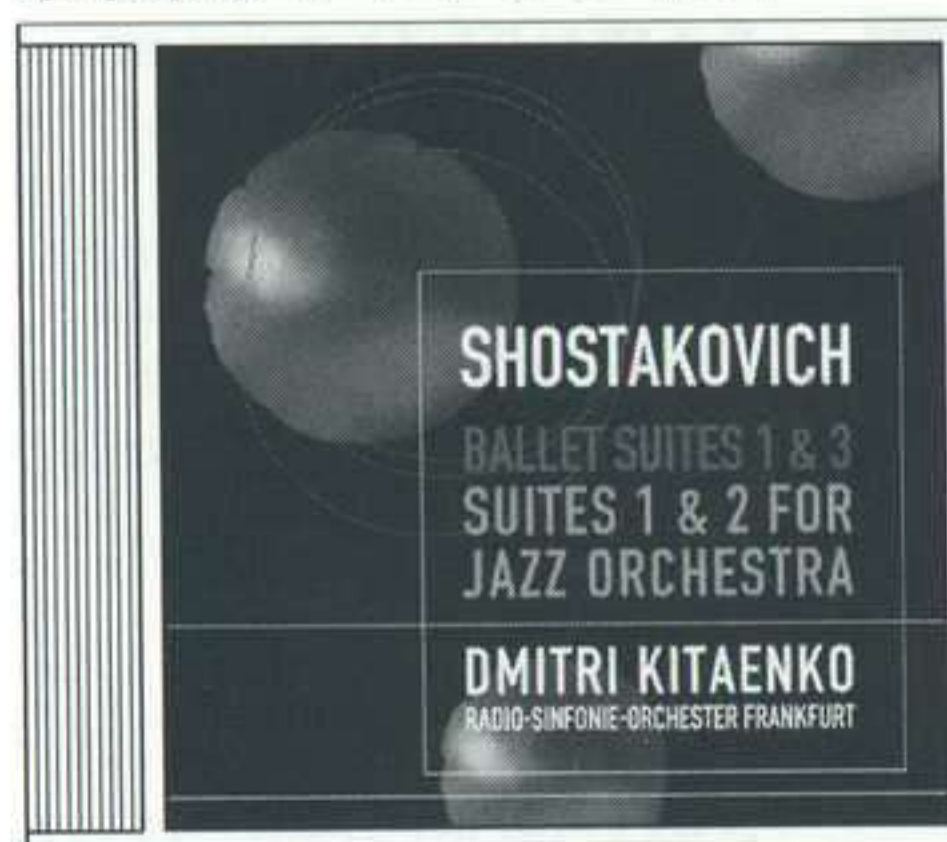 SHOSTAKOVICH
BALLET SUITES 1 & 3
SUITES 1 & 2 FOR
JAZZ ORCHESTRA
DMITRI KITAENKO
RADIO-SINFONIE-ORCHESTER FRANKFURT